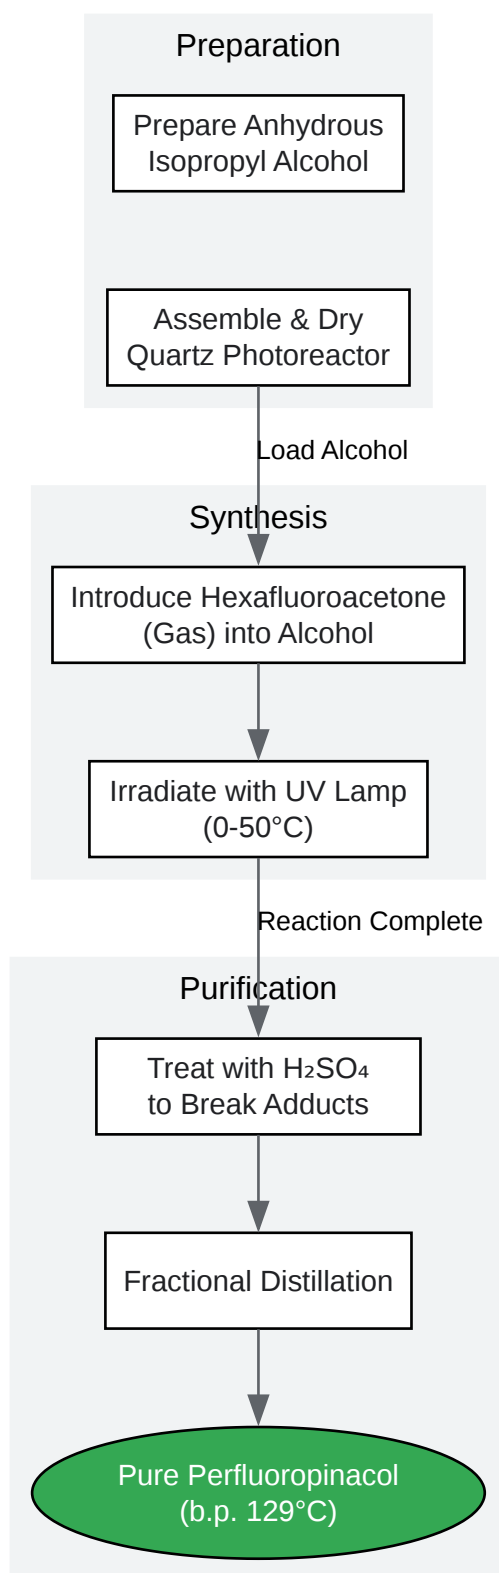 Preparation
Prepare Anhydrous
Isopropyl Alcohol
Assemble & Dry
Quartz Photoreactor
Load Alcohol
Synthesis
Introduce Hexafluoroacetone
(Gas) into Alcohol
Irradiate with UV Lamp
(0-50°C)
Reaction Complete
Purification
Treat with H₂SO₄
to Break Adducts
Fractional Distillation
Pure Perfluoropinacol
(b.p. 129°C)